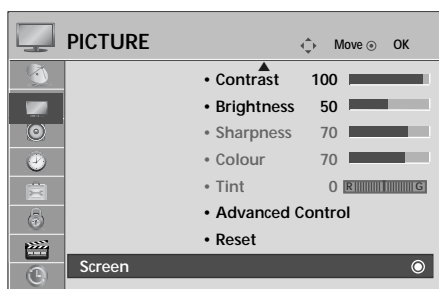 PICTURE Move OK
• Contrast 100
• Brightness 50
• Sharpness 70
• Colour 70
• Tint 0 R G
• Advanced Control
• Reset
Screen